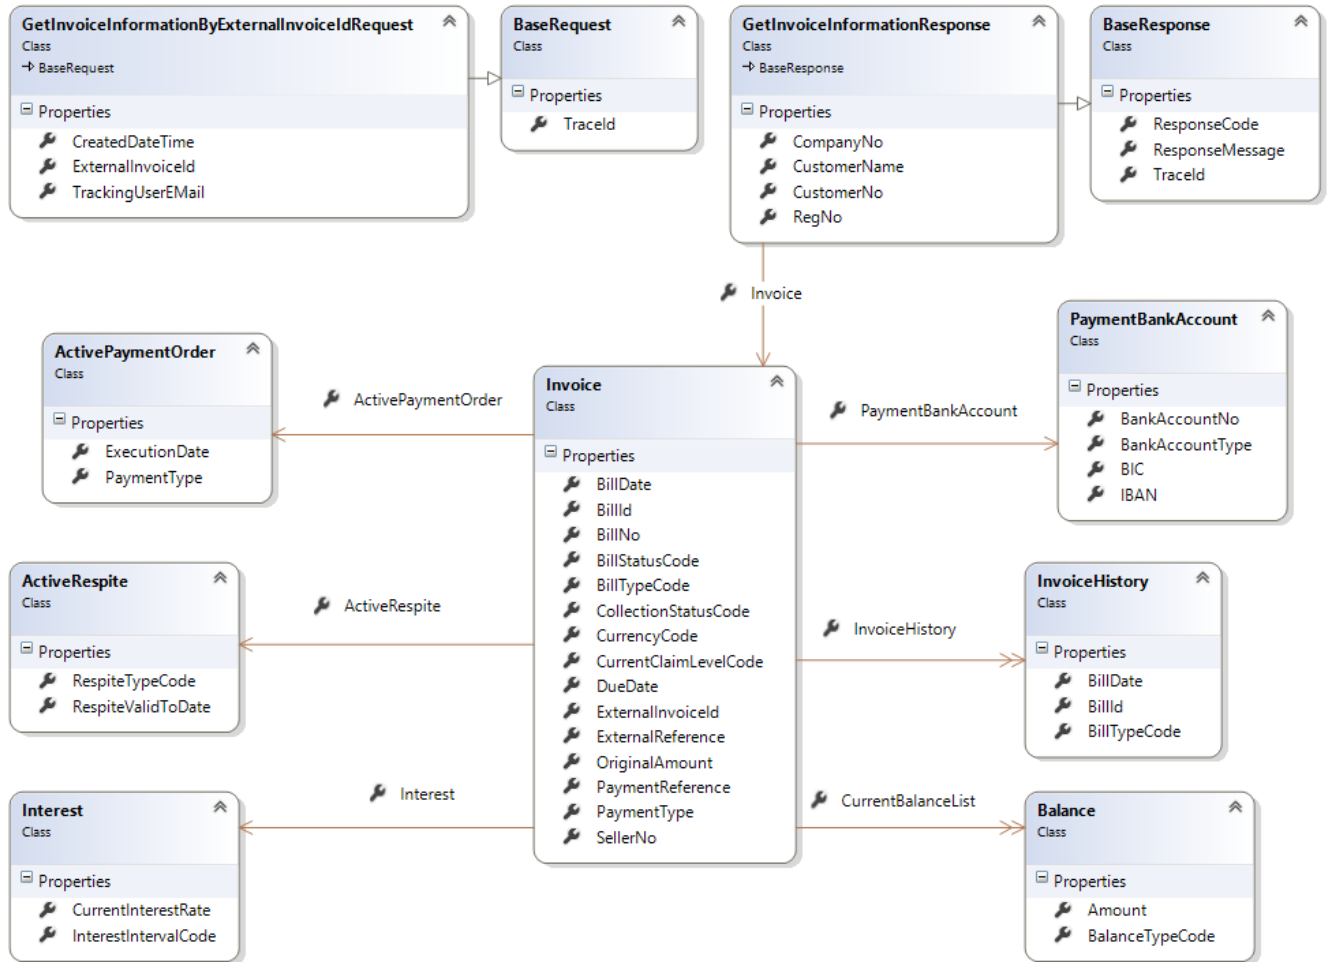 GetInvoiceInformationByExternalInvoiceIdRequest
Class
BaseRequest
Properties
CreatedDateTime
ExternalInvoiceId
TrackingUserEMail
BaseRequest
Class
Properties
TraceId
GetInvoiceInformationResponse
Class
BaseResponse
Properties
CompanyNo
CustomerName
CustomerNo
RegNo
BaseResponse
Class
Properties
ResponseCode
ResponseMessage
TraceId
Invoice
ActivePaymentOrder
Class
Properties
ExecutionDate
PaymentType
ActivePaymentOrder
Invoice
Class
Properties
BillDate
BillId
BillNo
BillStatusCode
BillTypeCode
CollectionStatusCode
CurrencyCode
CurrentClaimLevelCode
DueDate
ExternalInvoiceId
ExternalReference
OriginalAmount
PaymentReference
PaymentType
SellerNo
PaymentBankAccount
PaymentBankAccount
Class
Properties
BankAccountNo
BankAccountType
BIC
IBAN
ActiveRespite
Class
Properties
RespiteTypeCode
RespiteValidToDate
ActiveRespite
InvoiceHistory
InvoiceHistory
Class
Properties
BillDate
BillId
BillTypeCode
Interest
Class
Properties
CurrentInterestRate
InterestIntervalCode
Interest
CurrentBalanceList
Balance
Class
Properties
Amount
BalanceTypeCode